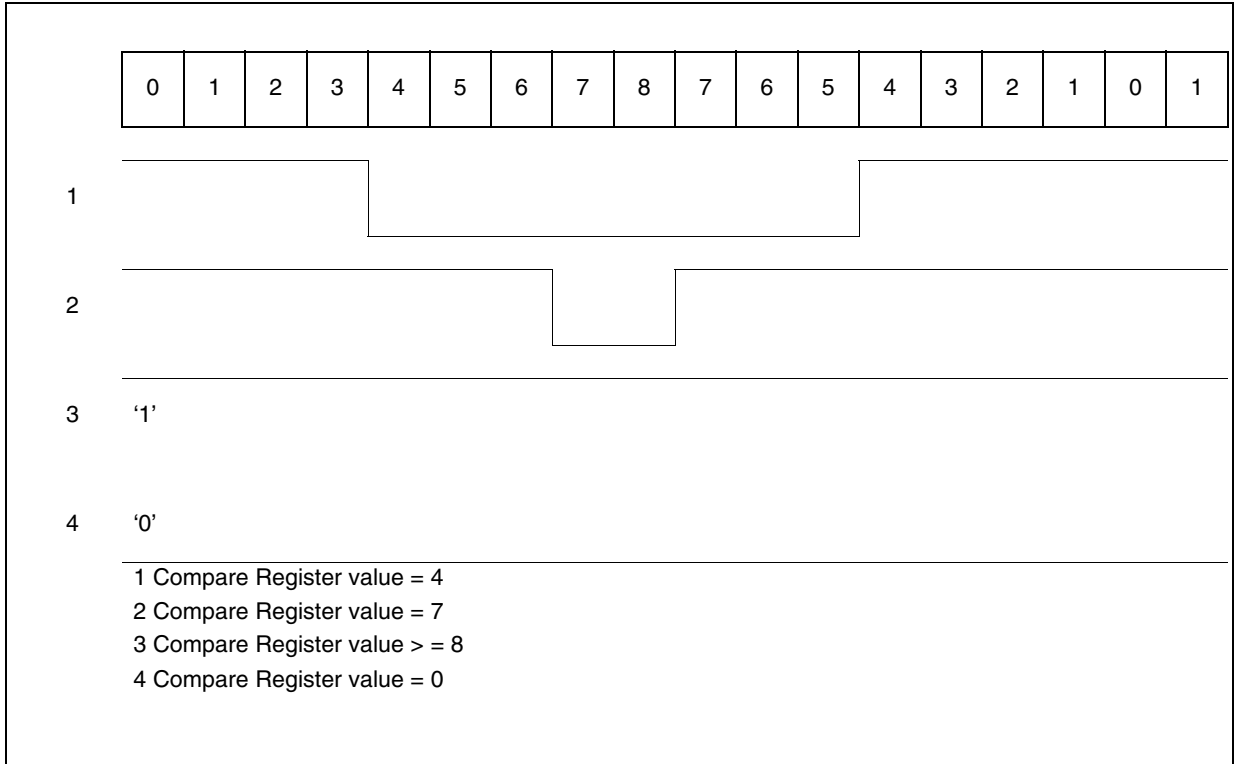 0 1 2 3 4 5 6 7 8 7 6 5 4 3 2 1 0 1
1
2
3 ‘1’
4 ‘0’
1 Compare Register value = 4
2 Compare Register value = 7
3 Compare Register value > = 8
4 Compare Register value = 0